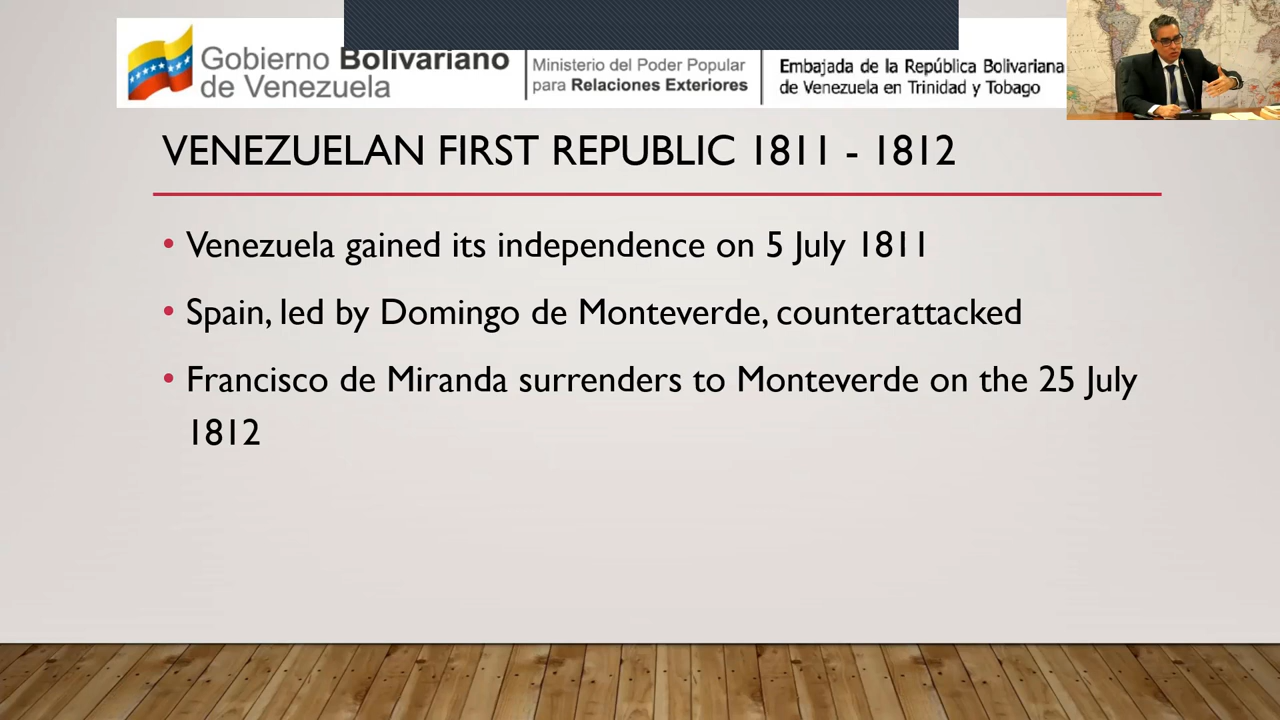 Gobierno Bolivariano
de Venezuela
Ministerio del Poder Popular
para Relaciones Exteriores
Embajada de la República Bolivariana
de Venezuela en Trinidad y Tobago
VENEZUELAN FIRST REPUBLIC 1811 - 1812
• Venezuela gained its independence on 5 July 1811
• Spain, led by Domingo de Monteverde, counterattacked
• Francisco de Miranda surrenders to Monteverde on the 25 July
1812